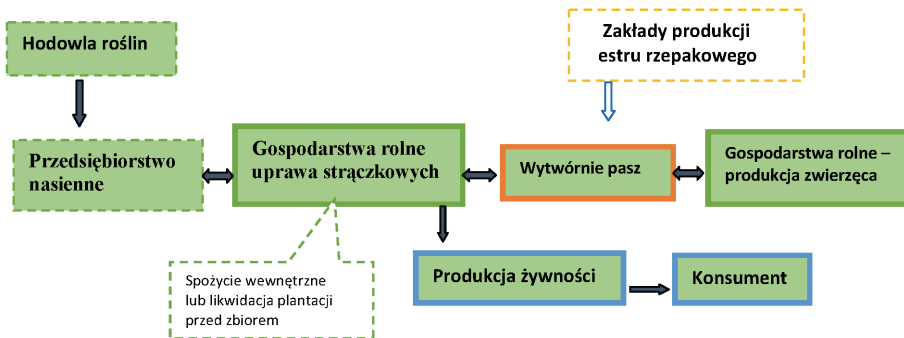 Hodowla roślin
Zakłady produkcji
estru rzepakowego
Przedsiębiorstwo
nasienne
Gospodarstwa rolne
uprawa strączkowych
Wytwórnie pasz
Gospodarstwa rolne –
produkcja zwierzęca
Spożycie wewnętrzne
lub likwidacja plantacji
przed zbiorem
Produkcja żywności
Konsument